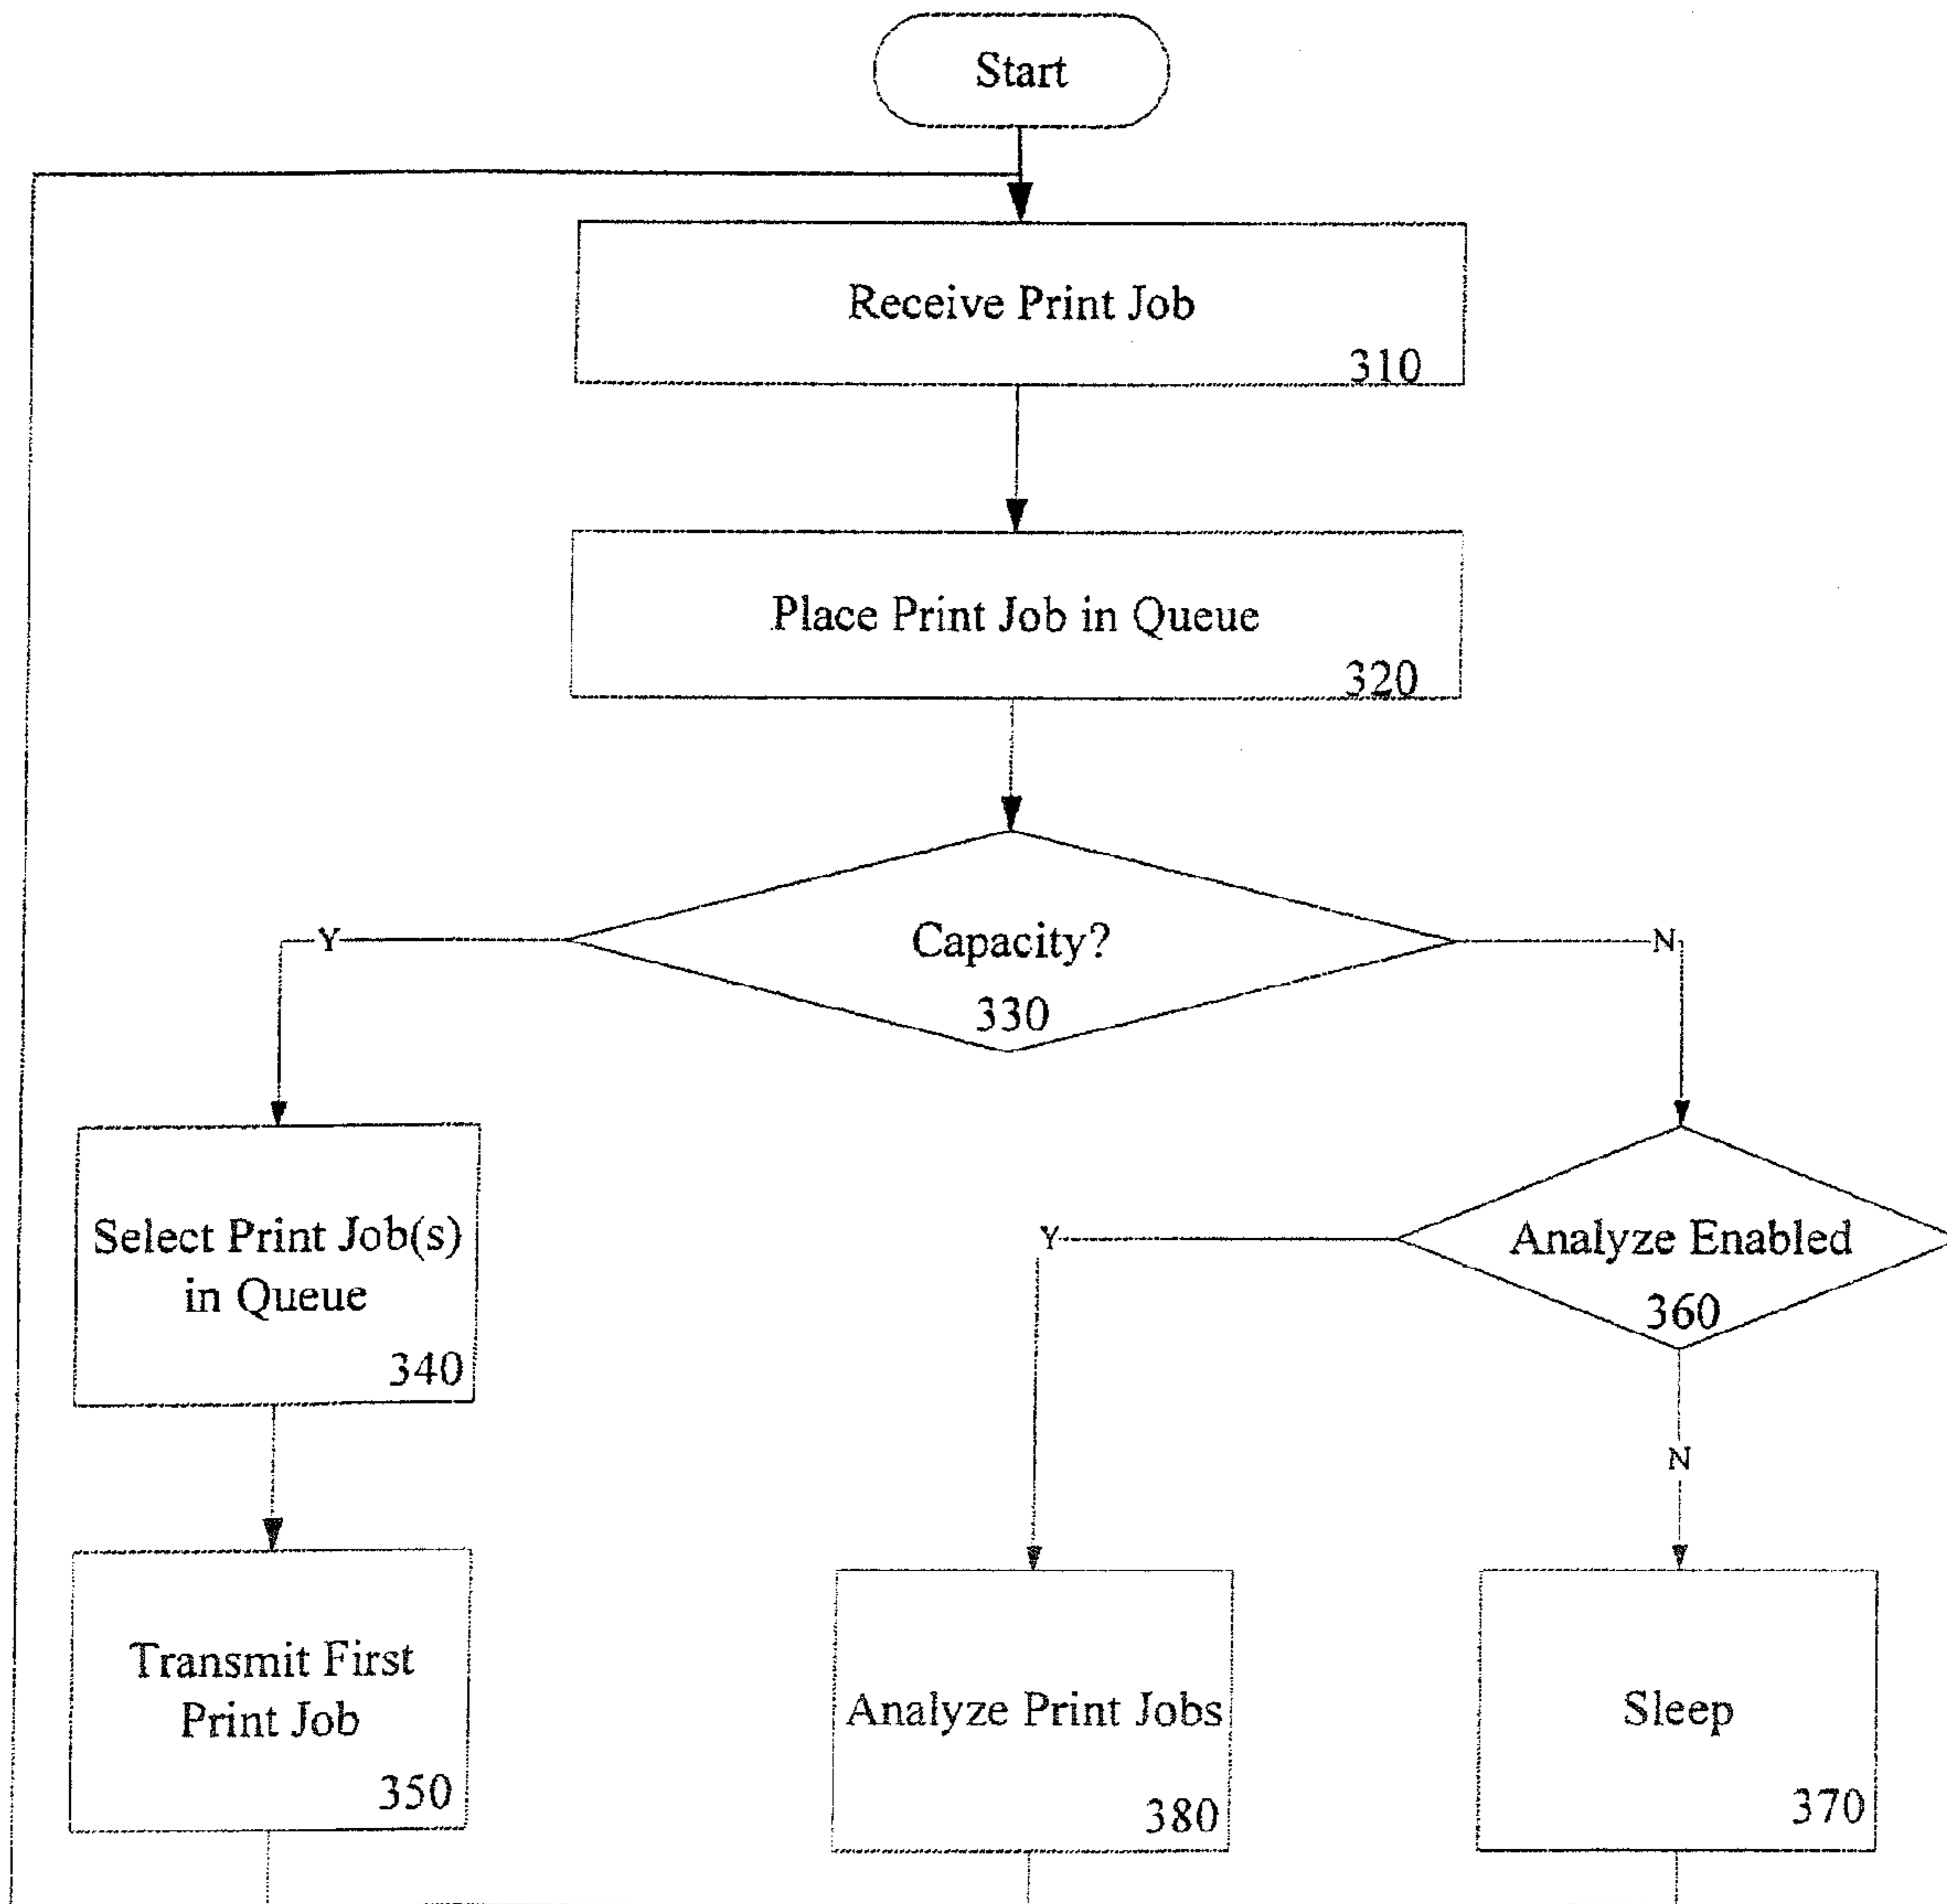 Start
Receive Print Job
310
Place Print Job in Queue
320
Capacity?
330
Y
N
Select Print Job(s)
in Queue
340
Analyze Enabled
360
Y
N
Transmit First
Print Job
350
Analyze Print Jobs
380
Sleep
370